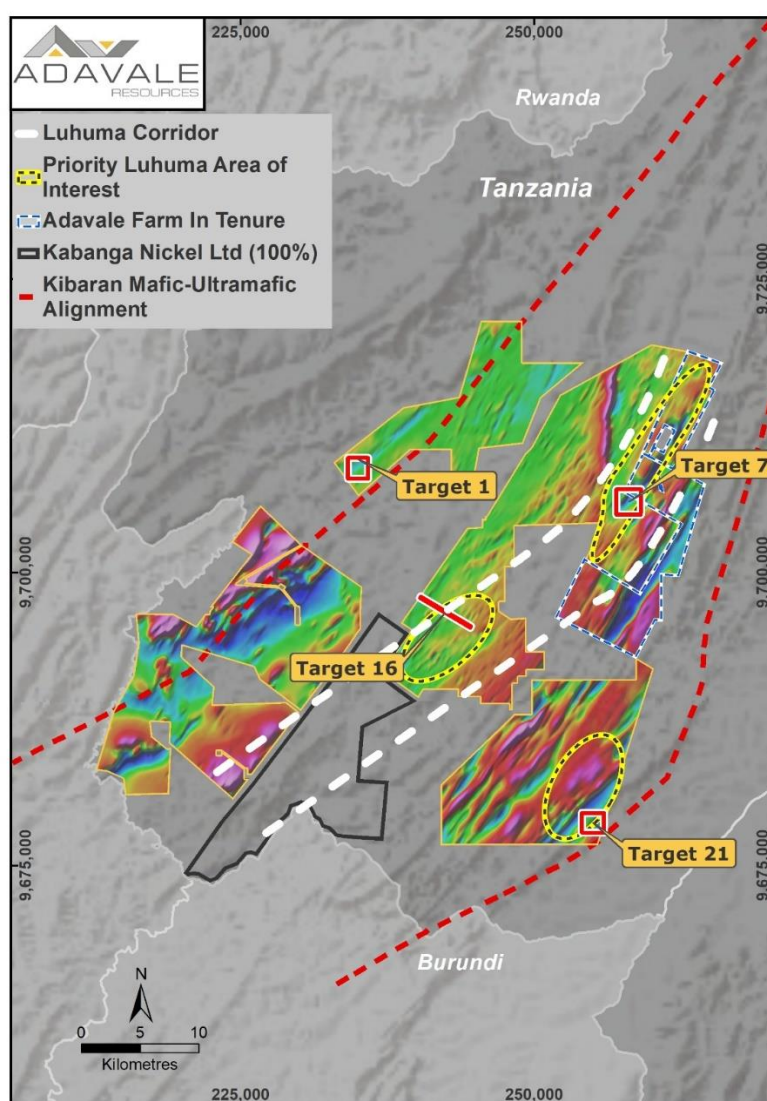 225,000
250,000
ADAVALE
RESOURCES
Luhuma Corridor
Priority Luhuma Area of
Interest
Adavale Farm In Tenure
Kabanga Nickel Ltd (100%)
Kibaran Mafic-Ultramafic
Alignment
Rwanda
Tanzania
9,725,000
Target 1
Target 7
9,700,000
9,700,000
Target 16
9,675,000
9,675,000
Target 21
Burundi
N
0 5 10
Kilometres
225,000
250,000